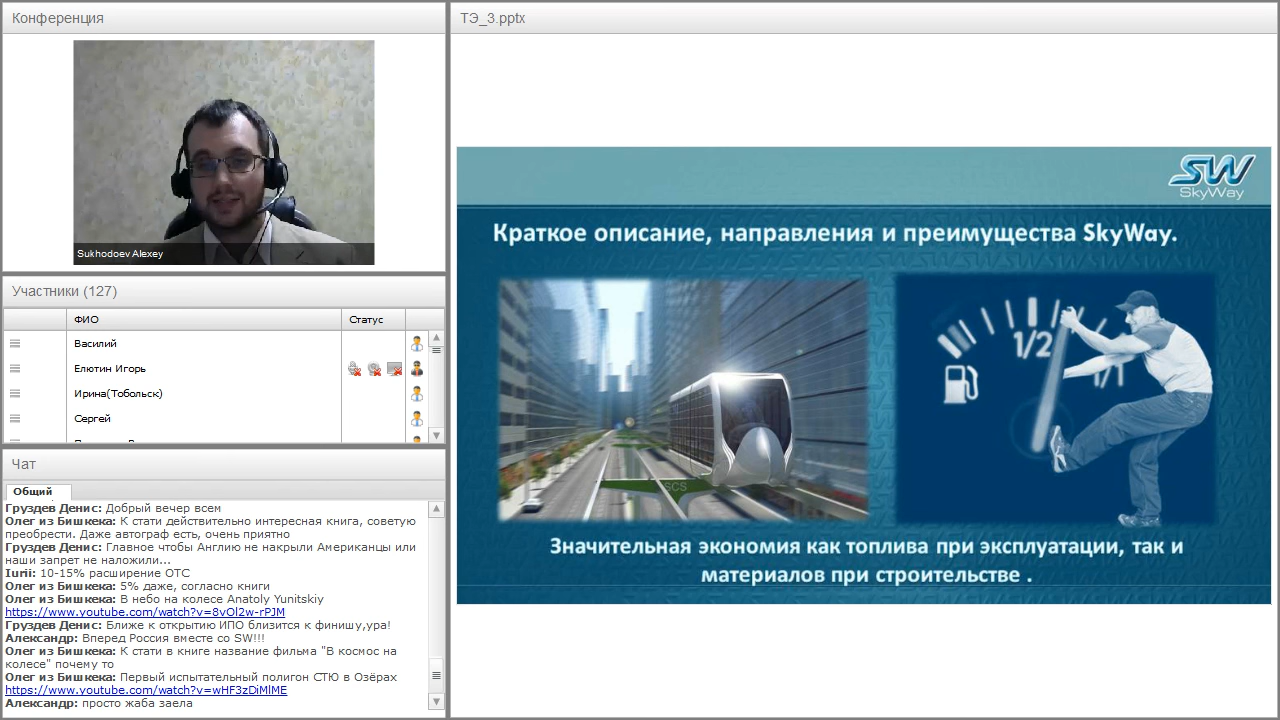 Конференция
Sukhodoev Alexey
Участники (127)
ФИО
Статус
Василий
Елютин Игорь
Ирина(Тобольск)
Сергей
Чат
Общий
Груздев Денис: Добрый вечер всем
Олег из Бишкека: К стати действительно интересная книга, советую
преобрести. Даже автограф есть, очень приятно
Груздев Денис: Главное чтобы Англию не накрыли Американцы или
наши запрет не наложили...
Iurii: 10-15% расширение ОТС
Олег из Бишкека: 5% даже, согласно книги
Олег из Бишкека: В небо на колесе Anatoly Yunitskiy
https://www.youtube.com/watch?v=8vOl2w-rPJM
Груздев Денис: Ближе к открытию ИПО близится к финишу,ура!
Александр: Вперед Россия вместе со SW!!!
Олег из Бишкека: К стати в книге название фильма "В космос на
колесе" почему то
Олег из Бишкека: Первый испытательный полигон СТЮ в Озёрах
https://www.youtube.com/watch?v=wHF3zDiMlME
Александр: просто жаба заела
ТЭ_3.pptx
SW
SkyWay
Краткое описание, направления и преимущества SkyWay.
SCS
1/2
1/1
Значительная экономия как топлива при эксплуатации, так и
материалов при строительстве .